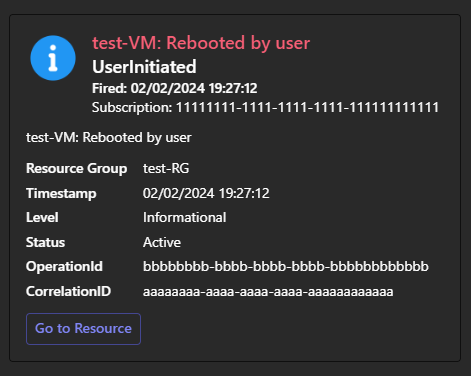 test-VM: Rebooted by user
UserInitiated
Fired: 02/02/2024 19:27:12
Subscription: 11111111-1111-1111-1111-111111111111
test-VM: Rebooted by user
Resource Group test-RG
Timestamp 02/02/2024 19:27:12
Level Informational
Status Active
OperationId bbbbbbbb-bbbb-bbbb-bbbb-bbbbbbbbbbbb
CorrelationID aaaaaaaa-aaaa-aaaa-aaaa-aaaaaaaaaaaa
Go to Resource